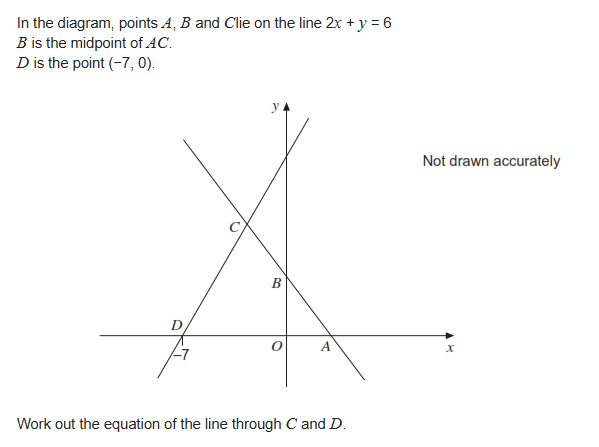 In the diagram, points A, B and Clie on the line 2x + y = 6
B is the midpoint of AC.
D is the point (−7, 0).
y
Not drawn accurately
C
B
D
−7
O
A
x
Work out the equation of the line through C and D.